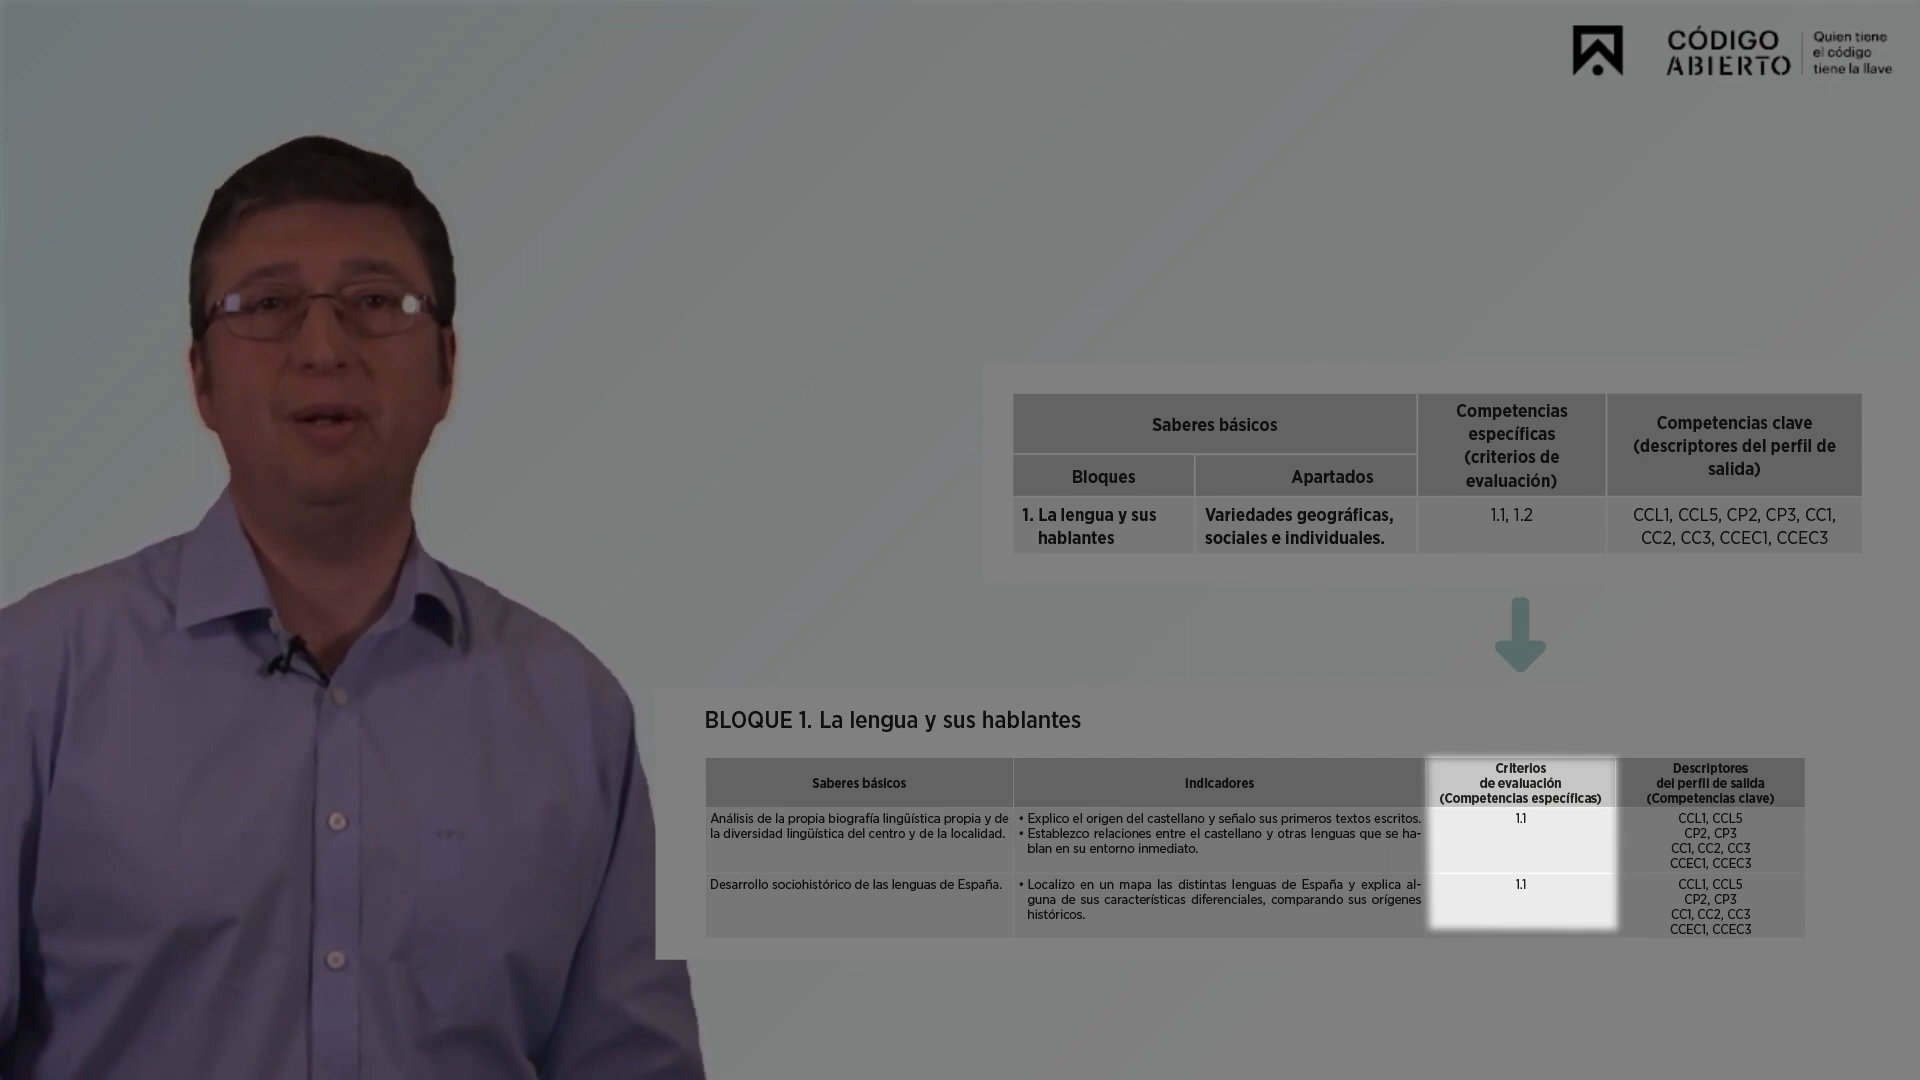 CÓDIGO
ABIERTO
Quien tiene
el código
tiene la llave
Saberes básicos
Competencias
específicas
(criterios de
evaluación)
Competencias clave
(descriptores del perfil de
salida)
Bloques
Apartados
1. La lengua y sus
hablantes
Variedades geográficas,
sociales e individuales.
1.1, 1.2
CCL1, CCL5, CP2, CP3, CC1,
CC2, CC3, CCEC1, CCEC3
BLOQUE 1. La lengua y sus hablantes
Saberes básicos
Indicadores
Criterios
de evaluación
(Competencias específicas)
Descriptores
del perfil de salida
(Competencias clave)
Análisis de la propia biografía lingüística propia y de
la diversidad lingüística del centro y de la localidad.
• Explico el origen del castellano y señalo sus primeros textos escritos.
• Establezco relaciones entre el castellano y otras lenguas que se ha-
blan en su entorno inmediato.
1.1
CCL1, CCL5
CP2, CP3
CC1, CC2, CC3
CCEC1, CCEC3
Desarrollo sociohistórico de las lenguas de España.
• Localizo en un mapa las distintas lenguas de España y explica al-
guna de sus características diferenciales, comparando sus orígenes
históricos.
1.1
CCL1, CCL5
CP2, CP3
CC1, CC2, CC3
CCEC1, CCEC3